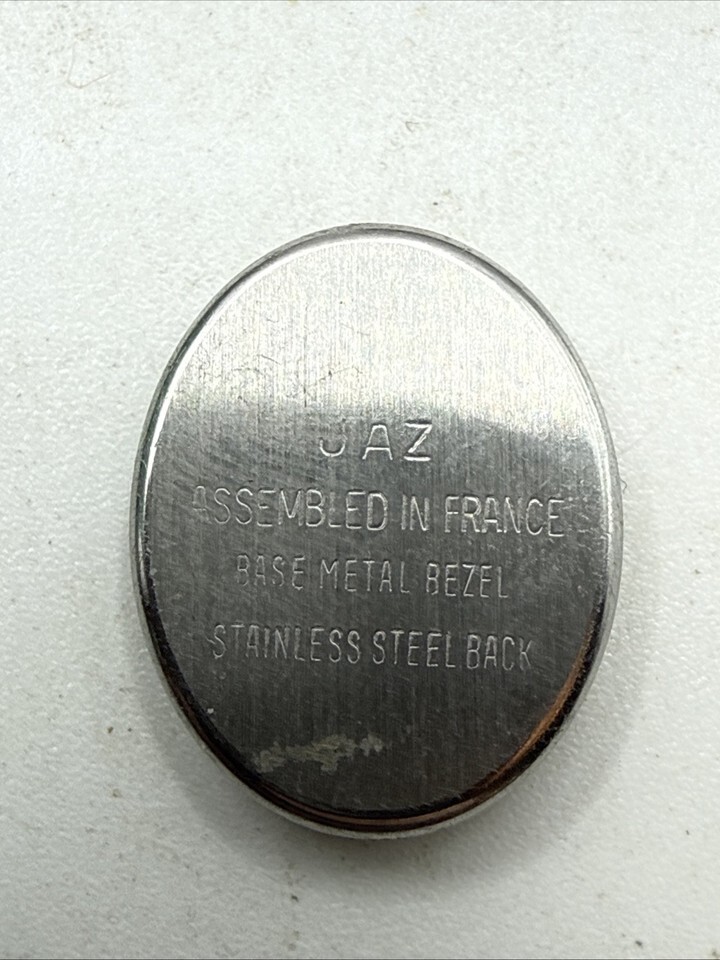 JAZ
ASSEMBLED IN FRANCE
BASE METAL BEZEL
STAINLESS STEEL BACK